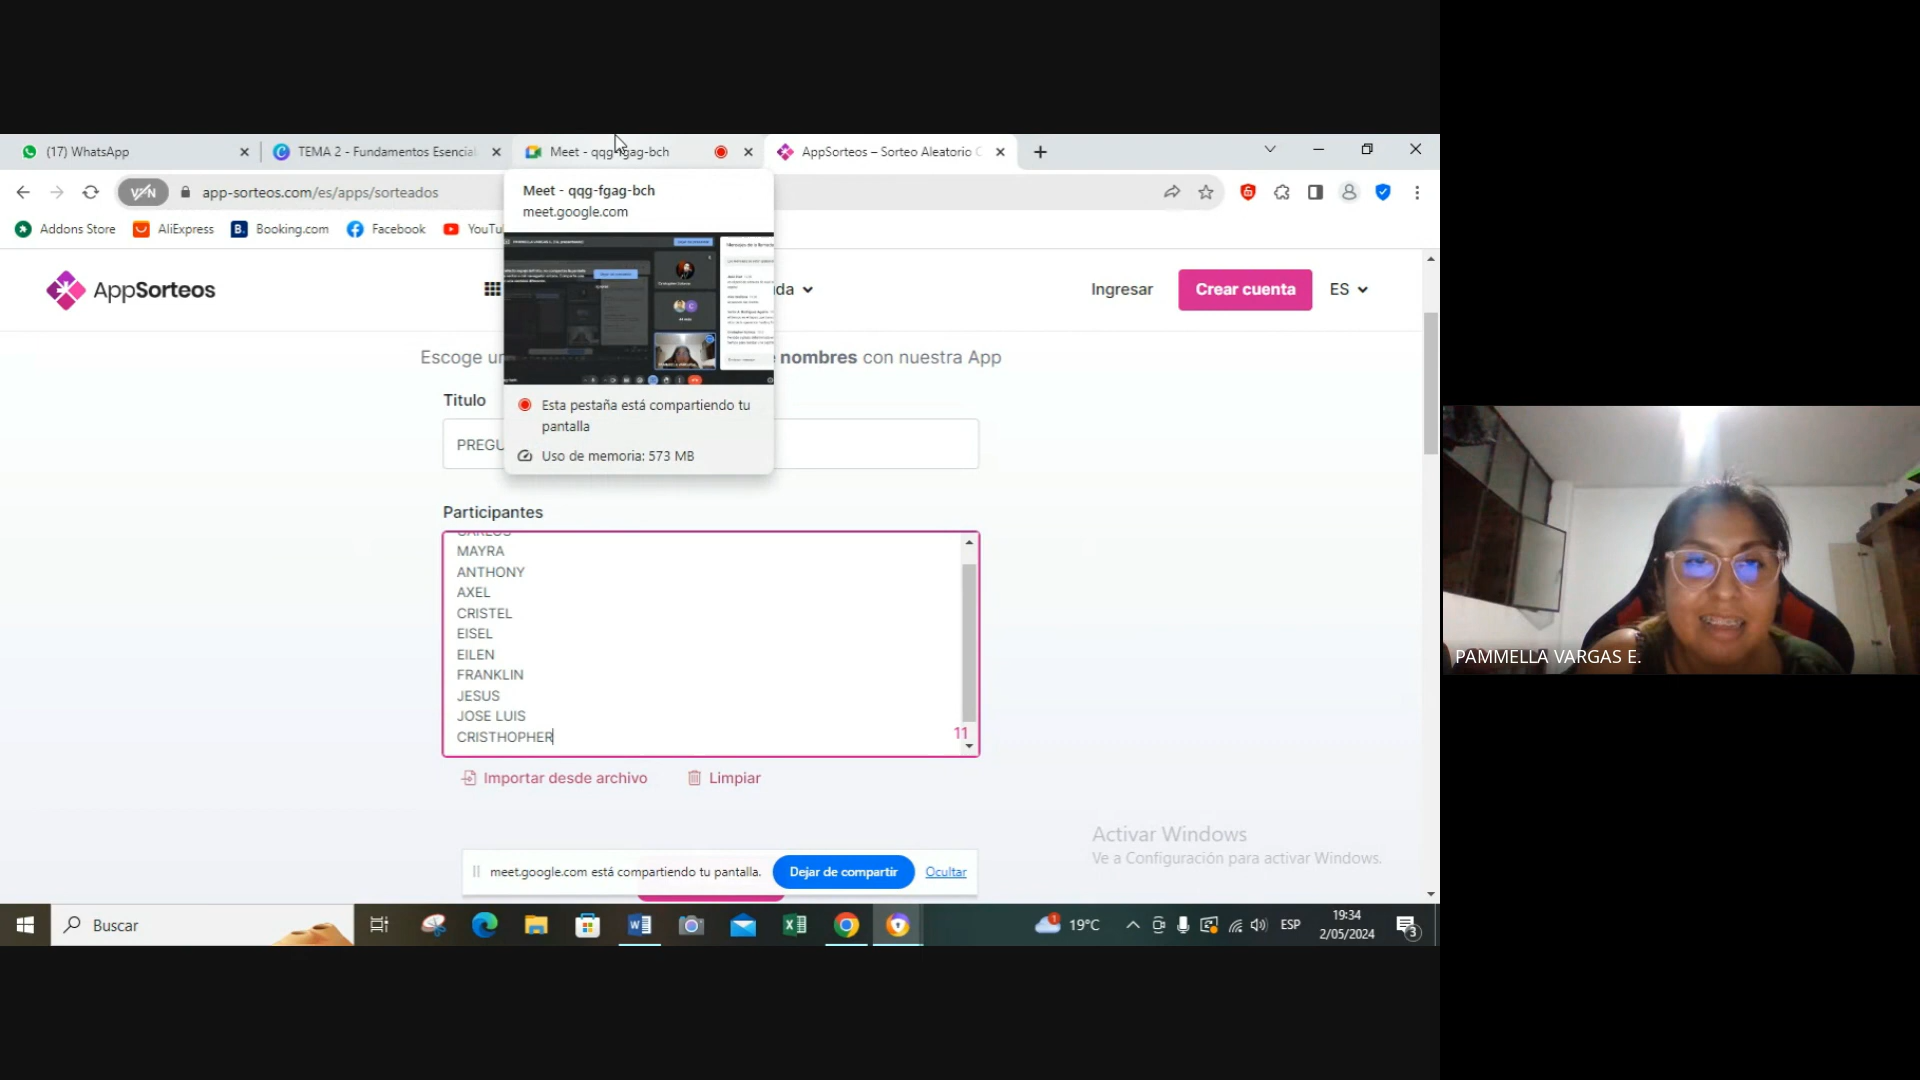 (17) WhatsApp
TEMA 2 - Fundamentos Esencia
Meet - qqg-fgag-bch
AppSorteos – Sorteo Aleatorio
app-sorteos.com/es/apps/sorteados
Addons Store
AliExpress
Booking.com
Facebook
YouTu
Meet - qqg-fgag-bch
meet.google.com
Esta pestaña está compartiendo tu
pantalla
Uso de memoria: 573 MB
AppSorteos
da
Ingresar
Crear cuenta
ES
Escoge un
nombres con nuestra App
Titulo
PREGU
Participantes
CARLOS
MAYRA
ANTHONY
AXEL
CRISTEL
EISEL
EILEN
FRANKLIN
JESUS
JOSE LUIS
CRISTHOPHER
11
Importar desde archivo
Limpiar
Activar Windows
Ve a Configuración para activar Windows.
meet.google.com está compartiendo tu pantalla.
Dejar de compartir
Ocultar
Buscar
19°C
ESP
19:34
2/05/2024
3
PAMMELLA VARGAS E.